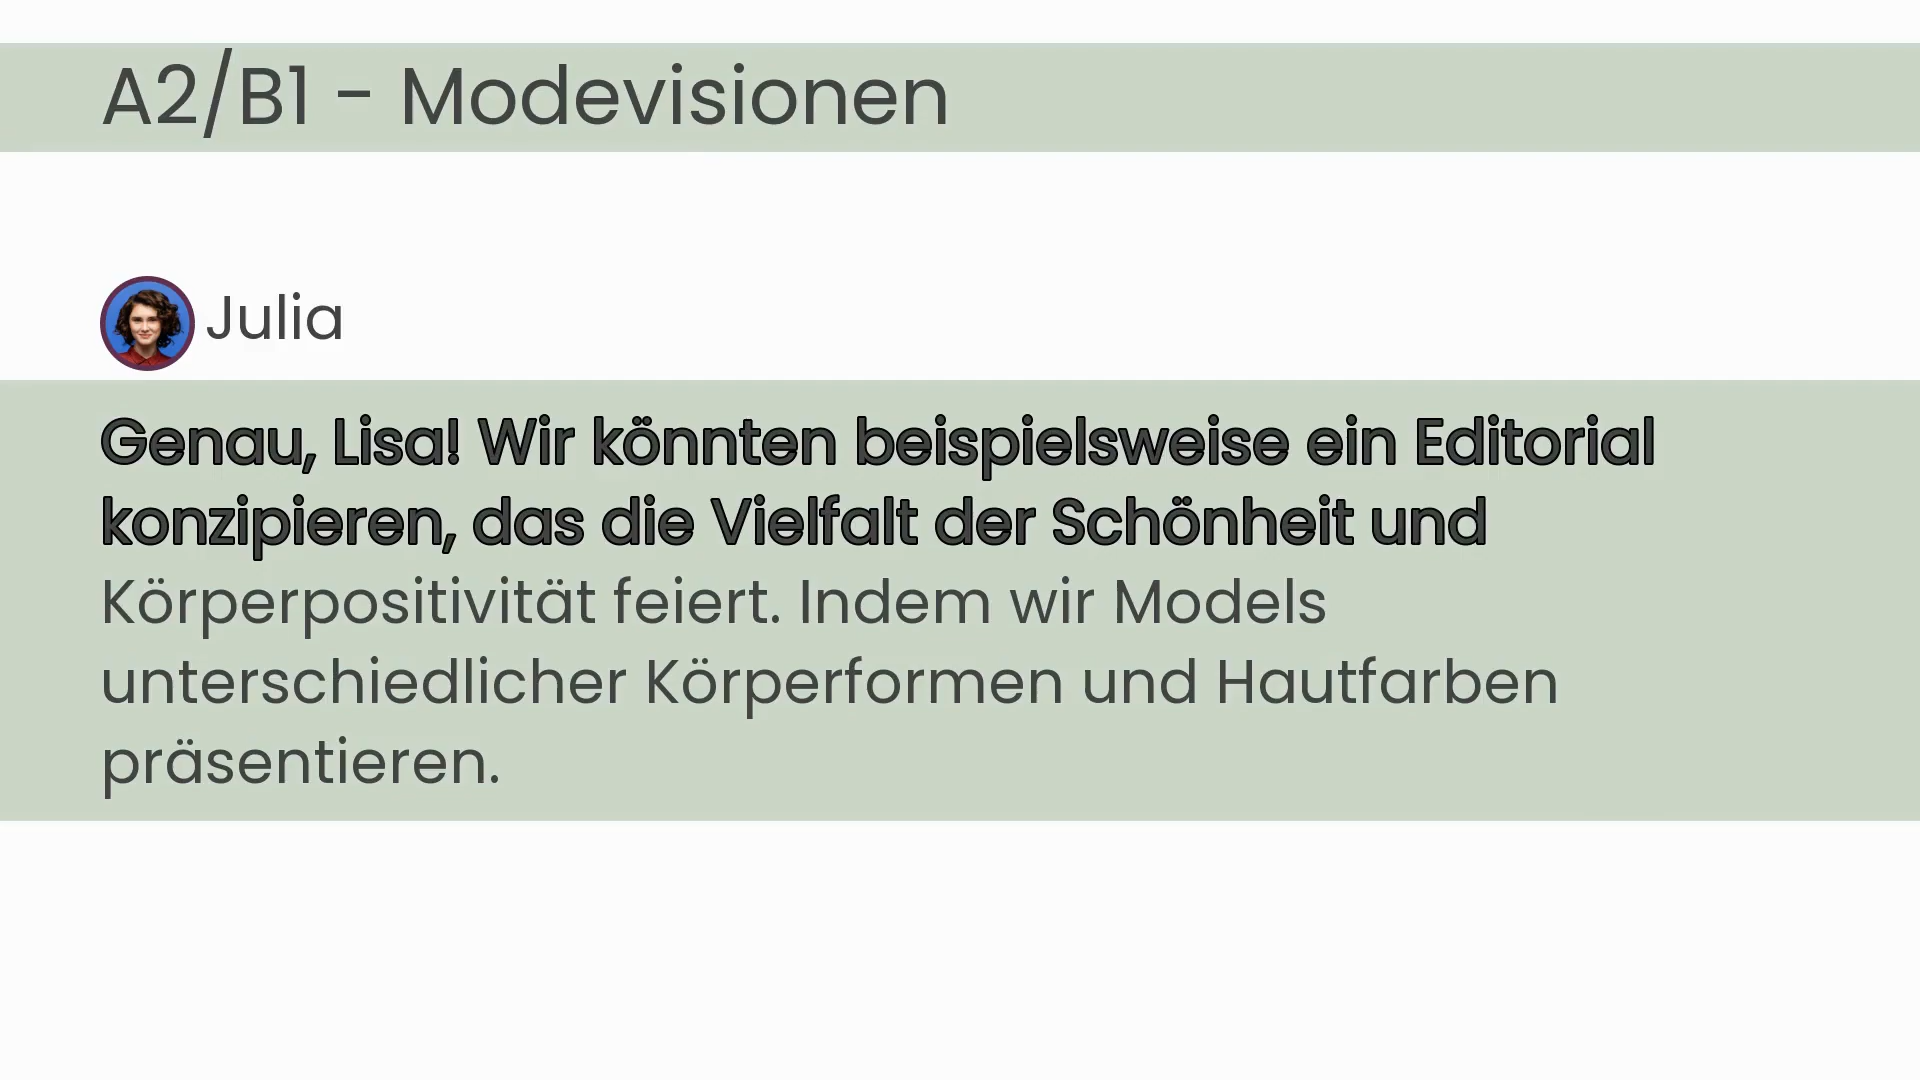 A2/B1 - Modevisionen
Julia
Genau, Lisa! Wir könnten beispielsweise ein Editorial
konzipieren, das die Vielfalt der Schönheit und
Körperpositivität feiert. Indem wir Models
unterschiedlicher Körperformen und Hautfarben
präsentieren.